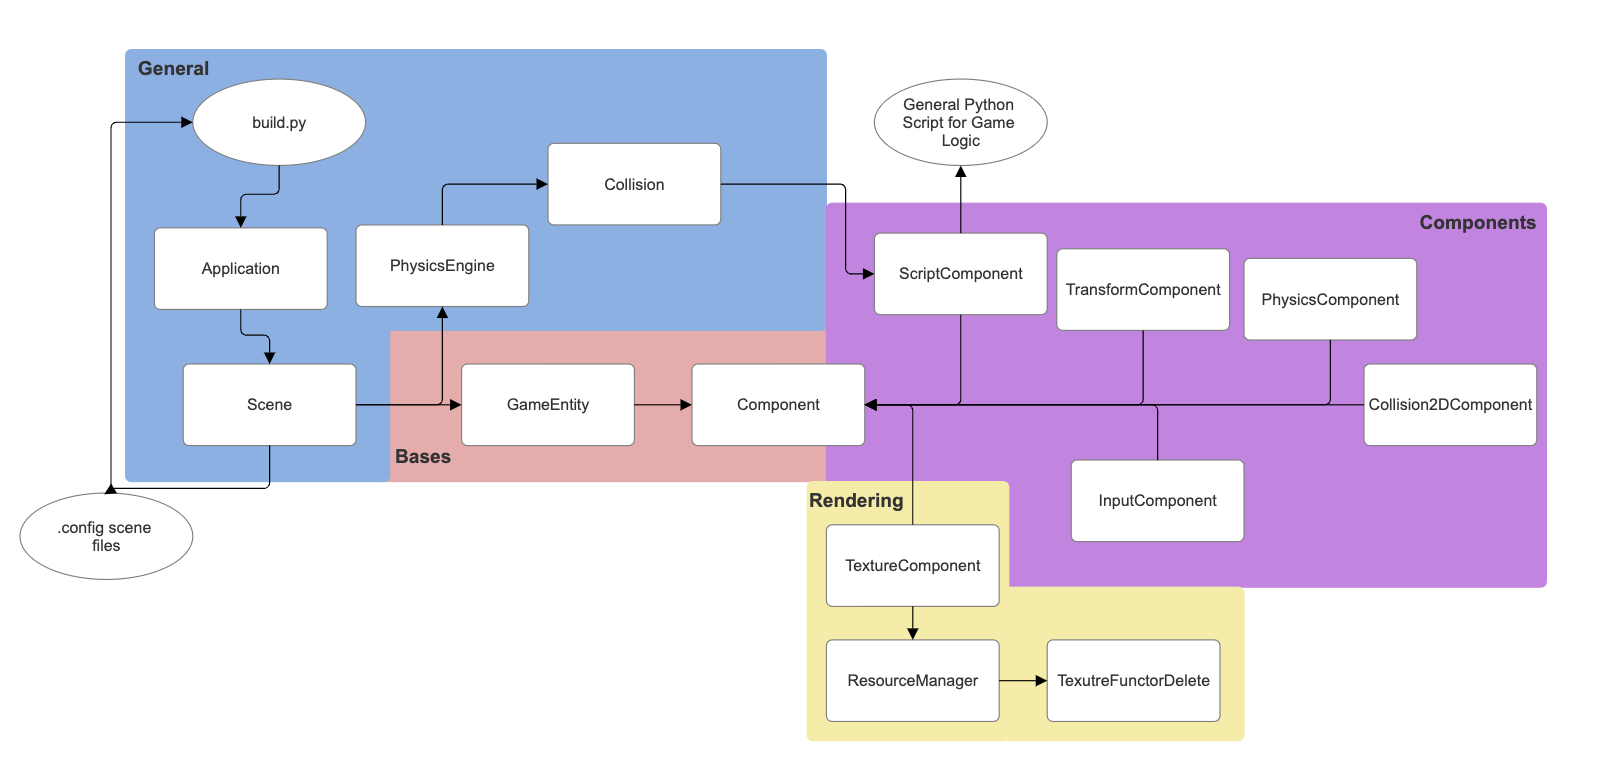 General
build.py
General Python
Script for Game
Logic
Collision
Components
Application
PhysicsEngine
ScriptComponent
TransformComponent
PhysicsComponent
Scene
GameEntity
Component
Collision2DComponent
Bases
Rendering
InputComponent
.config scene
files
TextureComponent
ResourceManager
TexutreFunctorDelete